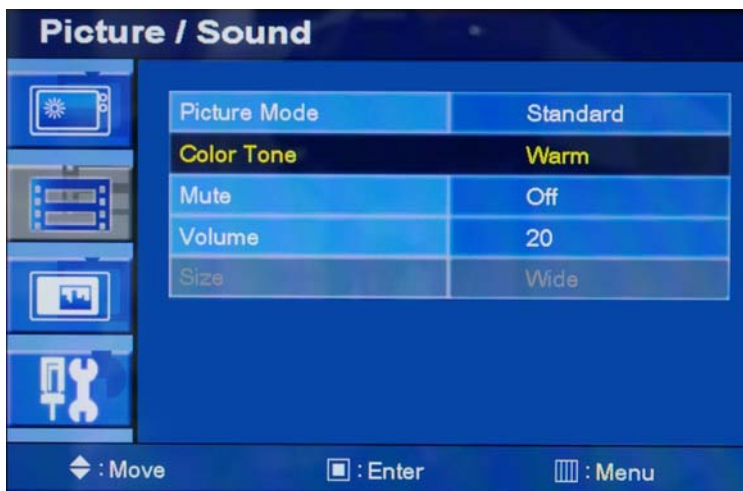 Picture / Sound
Picture Mode Standard
Color Tone Warm
Mute Off
Volume 20
Size Wide
: Move : Enter : Menu